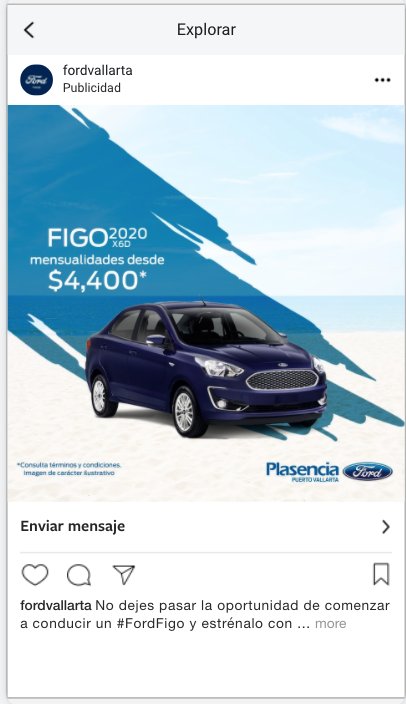 Explorar
Ford
fordvallarta
Publicidad
FIGO 2020
X6D
mensualidades desde
$4,400*
*Consulta términos y condiciones.
Imagen de carácter ilustrativo
Plasencia
PUERTO VALLARTA
Ford
Enviar mensaje
fordvallarta No dejes pasar la oportunidad de comenzar
a conducir un #FordFigo y estrénalo con ... more